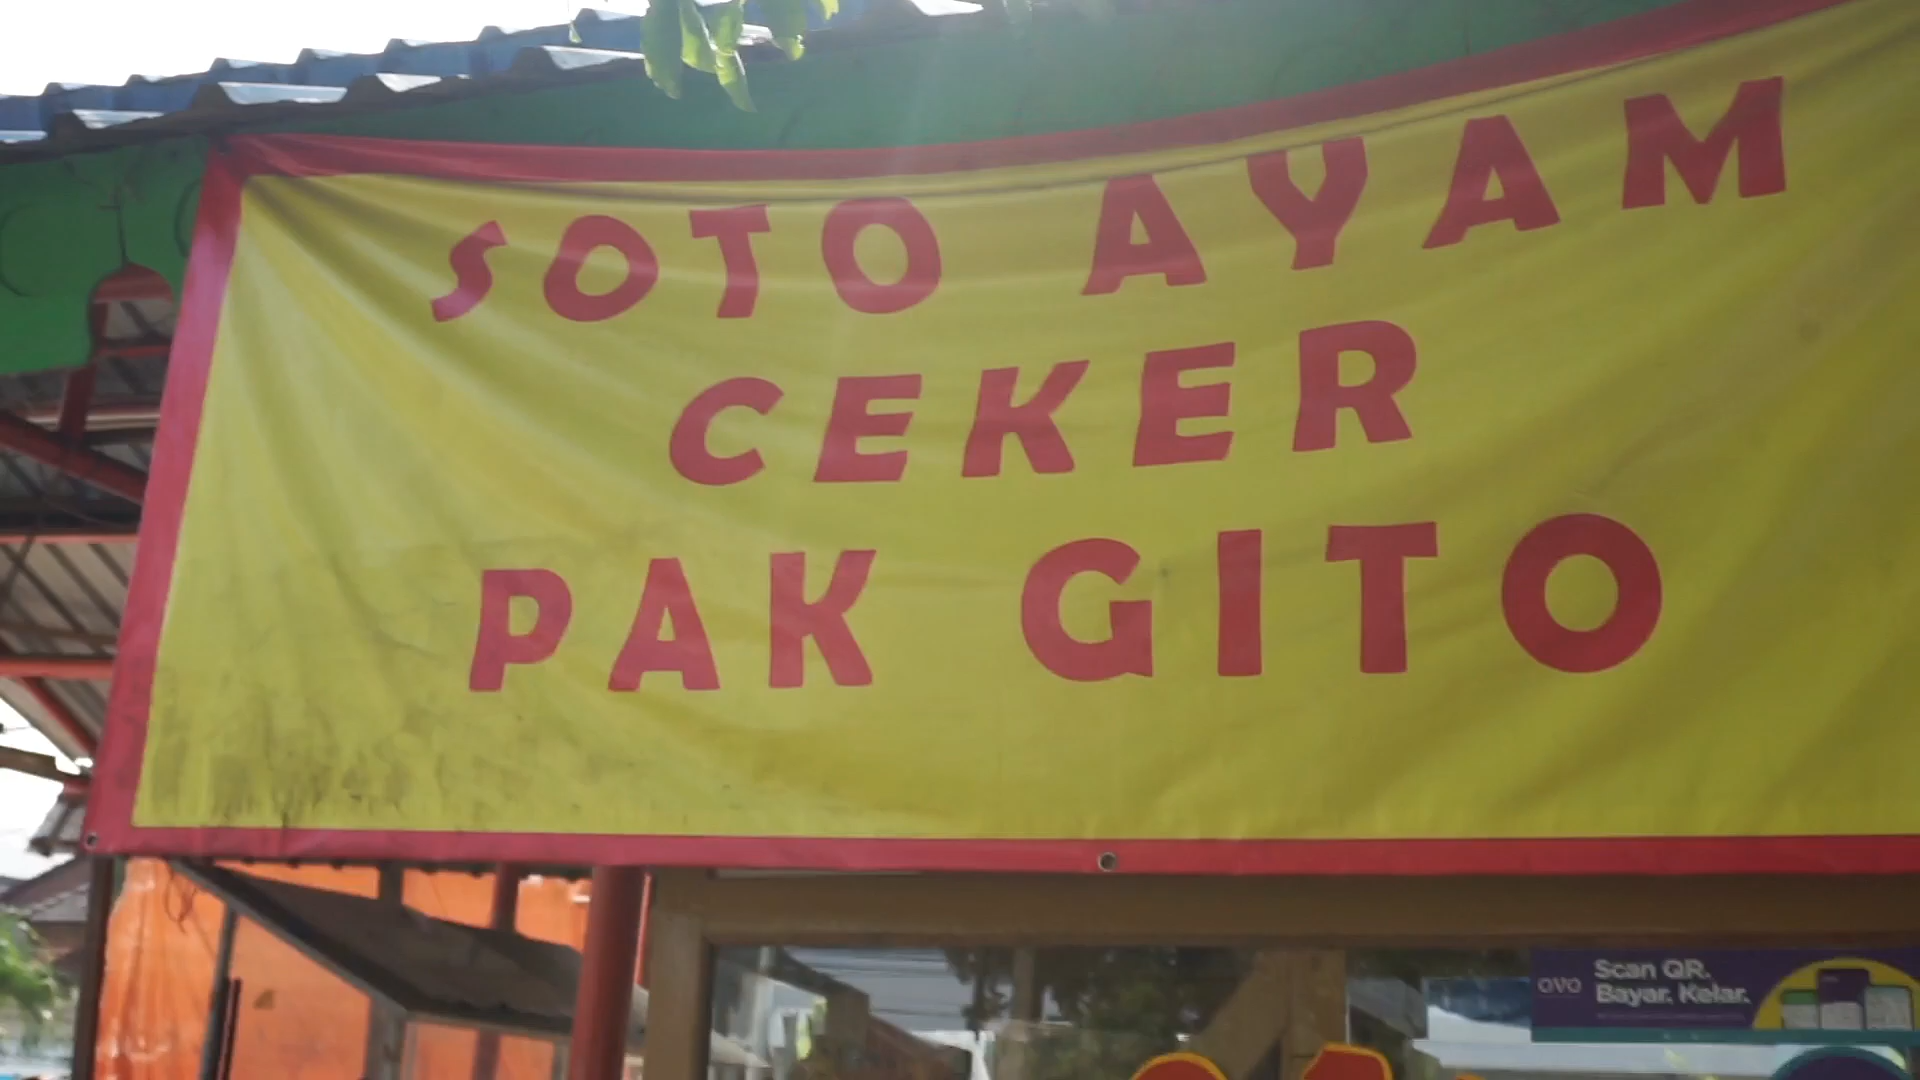 SOTO AYAM
CEKER
PAK GITO
OVO
Scan QR.
Bayar. Kelar.